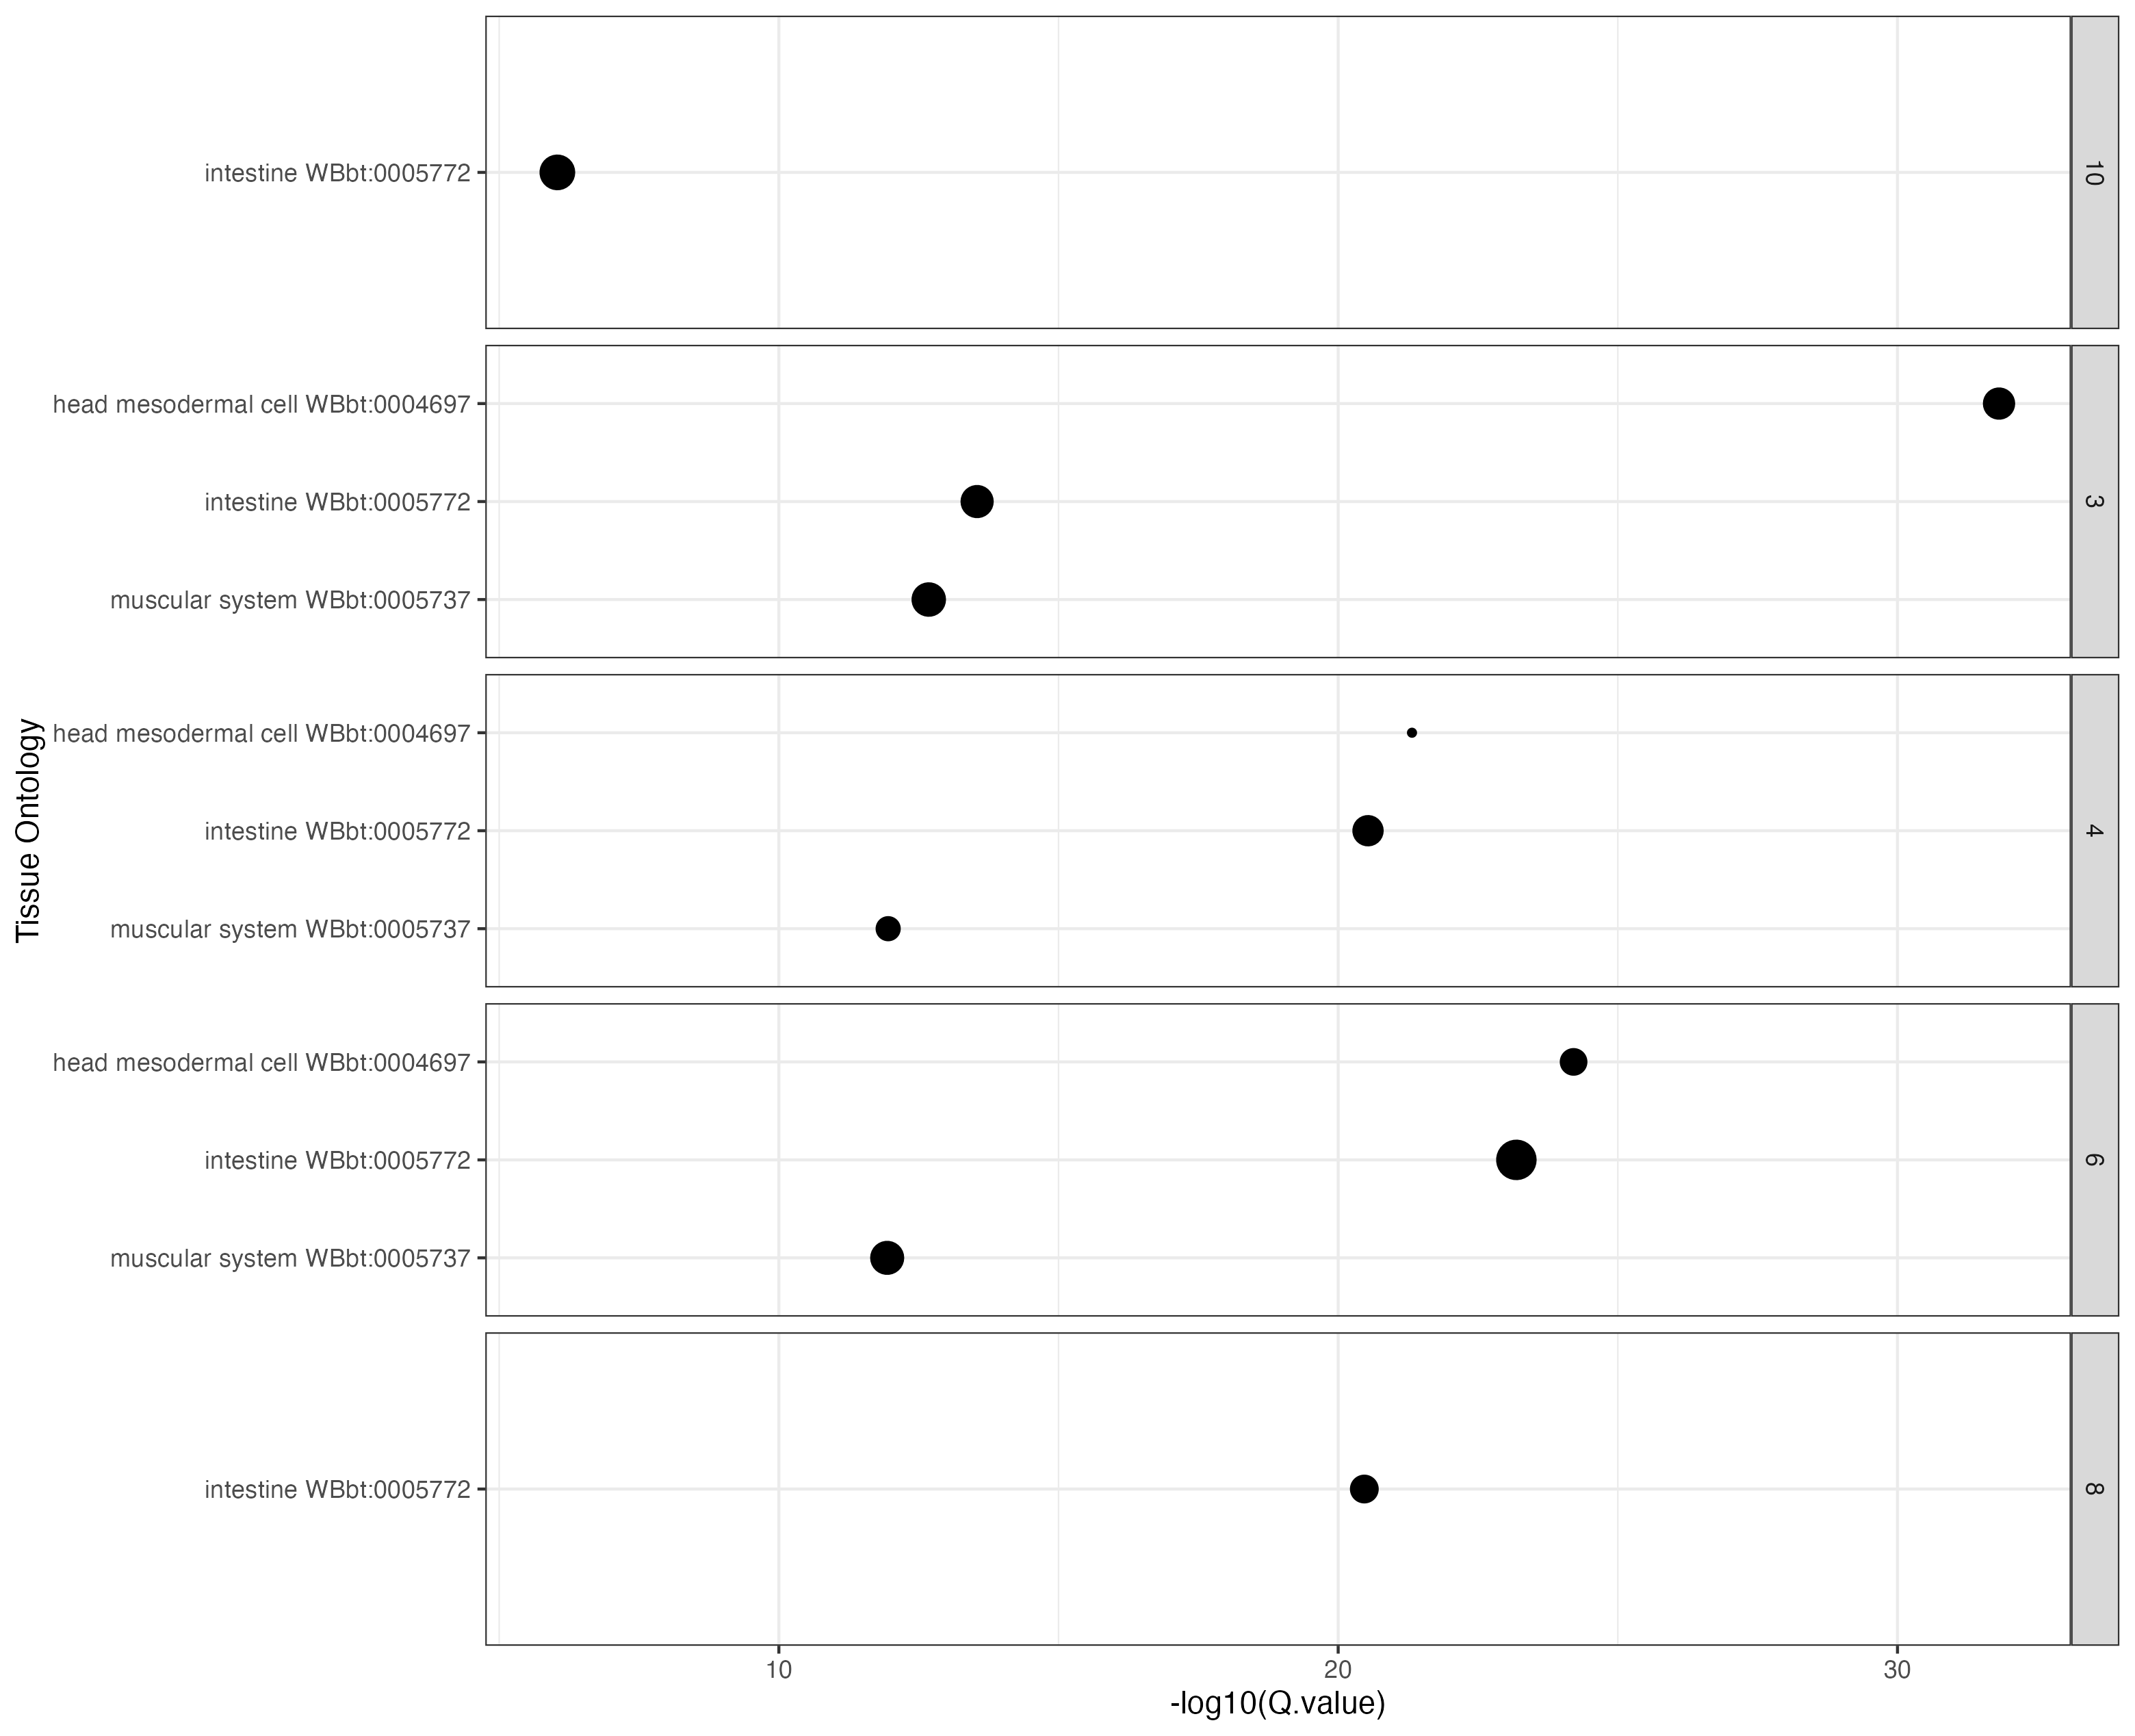 Tissue Ontology
intestine WBbt:0005772
10
head mesodermal cell WBbt:0004697
intestine WBbt:0005772
muscular system WBbt:0005737
3
head mesodermal cell WBbt:0004697
intestine WBbt:0005772
muscular system WBbt:0005737
4
head mesodermal cell WBbt:0004697
intestine WBbt:0005772
muscular system WBbt:0005737
6
intestine WBbt:0005772
8
10 20 30
-log10(Q.value)